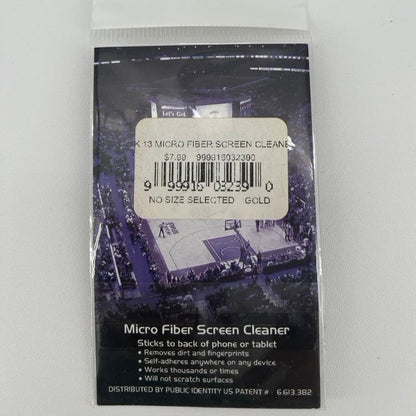 Let's Go!
K 13 MICRO FIBER SCREEN CLEANE
$7.99 999916032390
9 99916 03239 0
NO SIZE SELECTED GOLD
Micro Fiber Screen Cleaner
Sticks to back of phone or tablet
• Removes dirt and fingerprints
• Self-adheres anywhere on any device
• Works thousands or times
• Will not scratch surfaces
DISTRIBUTED BY PUBLIC IDENTITY US PATENT # : 6,613,382